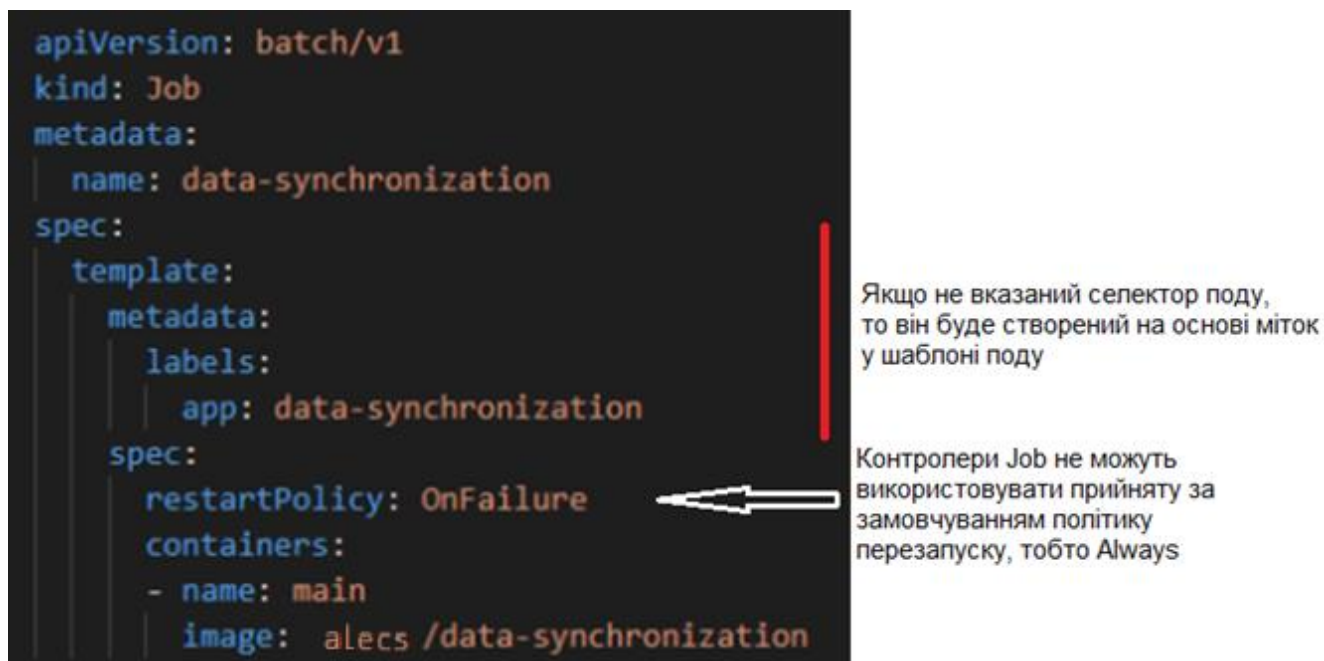 apiVersion: batch/v1
kind: Job
metadata:
name: data-synchronization
spec:
template:
metadata:
labels:
app: data-synchronization
spec:
restartPolicy: OnFailure
containers:
- name: main
image: alecs /data-synchronization
Якщо не вказаний селектор поду,
то він буде створений на основі міток
у шаблоні поду
Контролери Job не можуть
використовувати прийняту за
замовчуванням політику
перезапуску, тобто Always